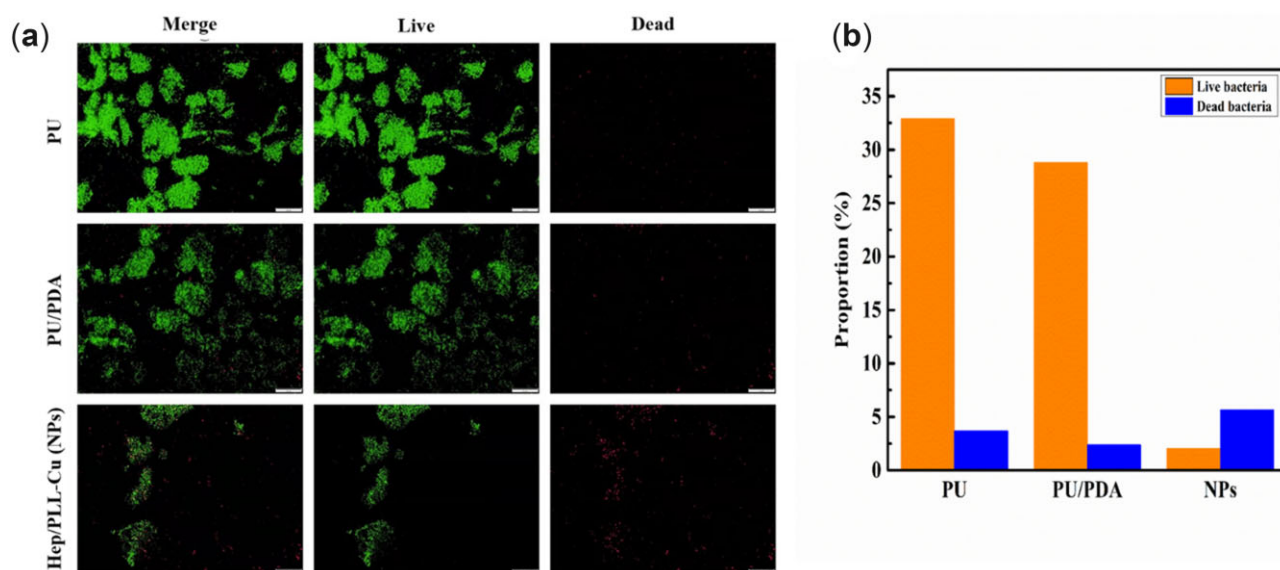 (a)
Merge
Live
Dead
PU
PU/PDA
Hep/PLL-Cu (NPs)
(b)
Live bacteria
Dead bacteria
Proportion (%)
35
30
25
20
15
10
5
0
PU
PU/PDA
NPs